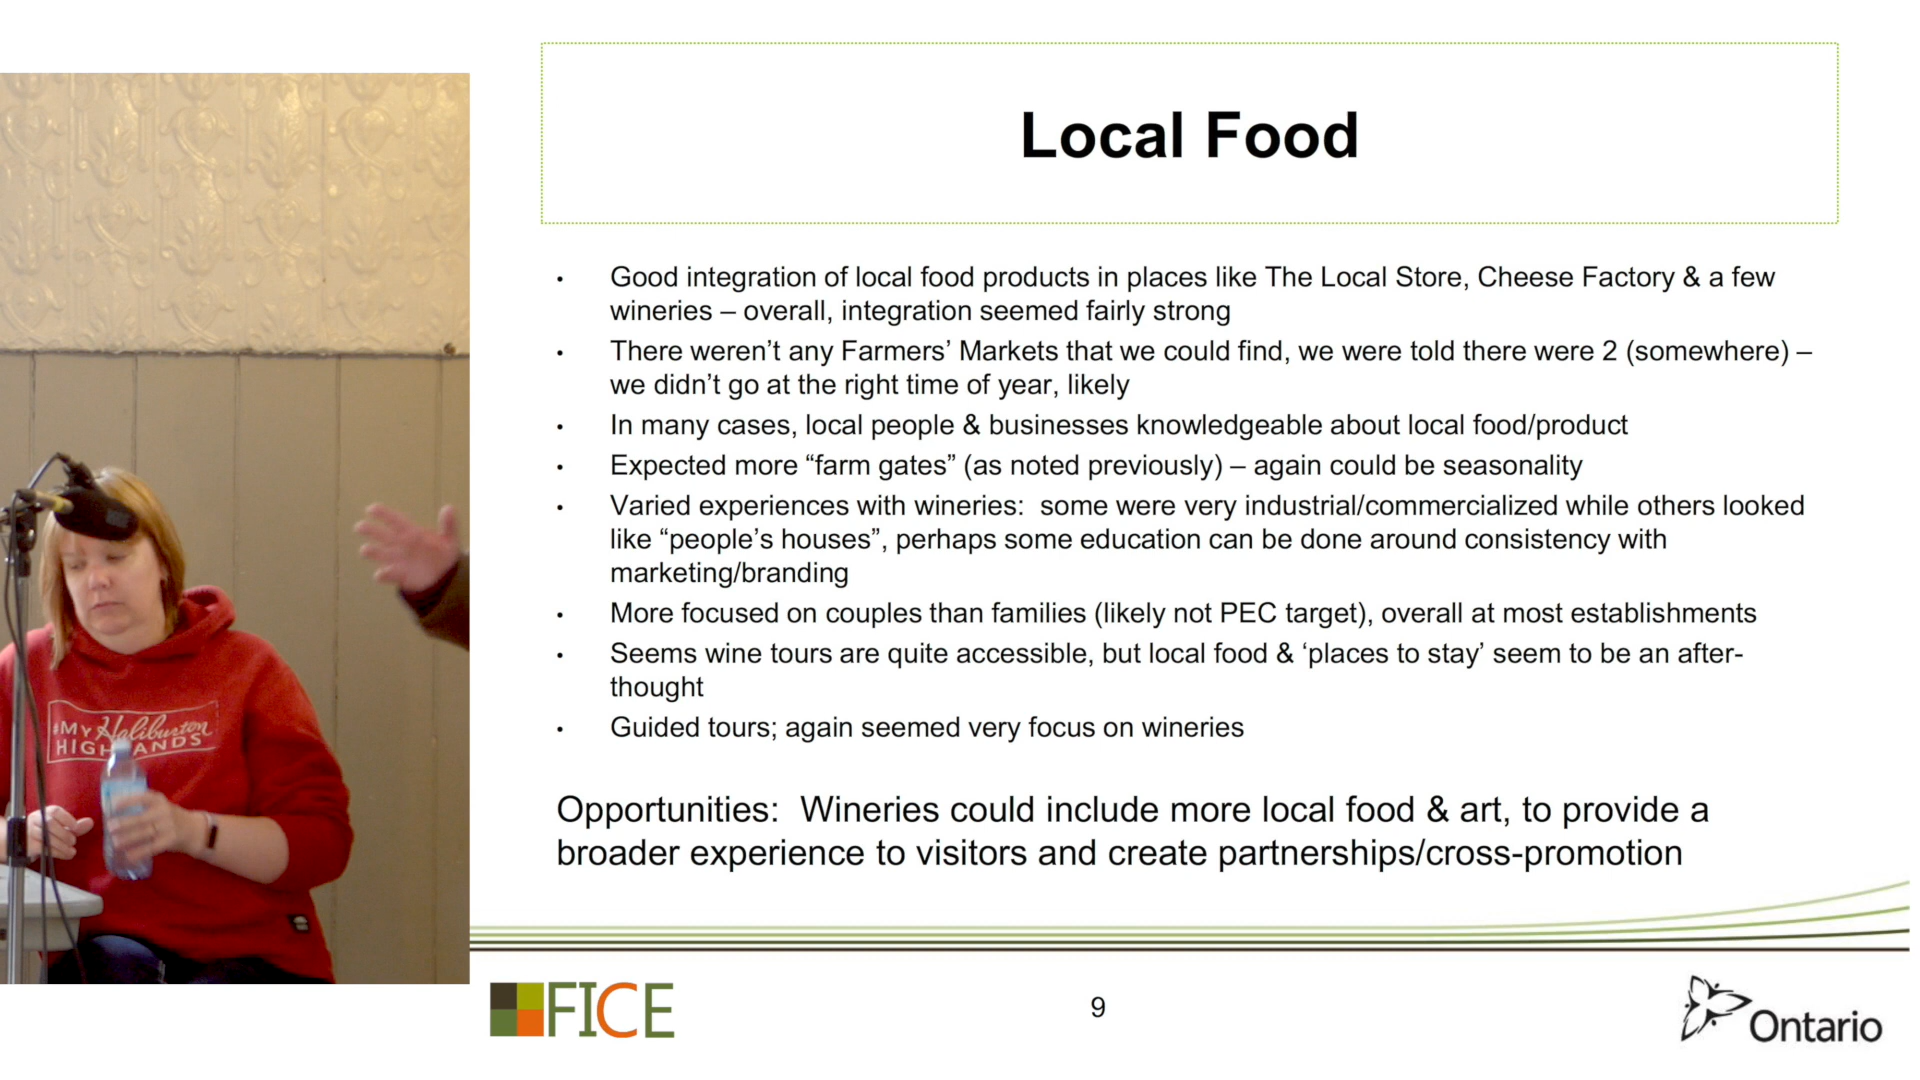 Local Food
• Good integration of local food products in places like The Local Store, Cheese Factory & a few
wineries – overall, integration seemed fairly strong
• There weren’t any Farmers’ Markets that we could find, we were told there were 2 (somewhere) –
we didn’t go at the right time of year, likely
• In many cases, local people & businesses knowledgeable about local food/product
• Expected more “farm gates” (as noted previously) – again could be seasonality
• Varied experiences with wineries:  some were very industrial/commercialized while others looked
like “people’s houses”, perhaps some education can be done around consistency with
marketing/branding
• More focused on couples than families (likely not PEC target), overall at most establishments
• Seems wine tours are quite accessible, but local food & ‘places to stay’ seem to be an after-
thought
• Guided tours; again seemed very focus on wineries
Opportunities:  Wineries could include more local food & art, to provide a
broader experience to visitors and create partnerships/cross-promotion
#MY Haliburton
HIGHLANDS
FICE
9
Ontario